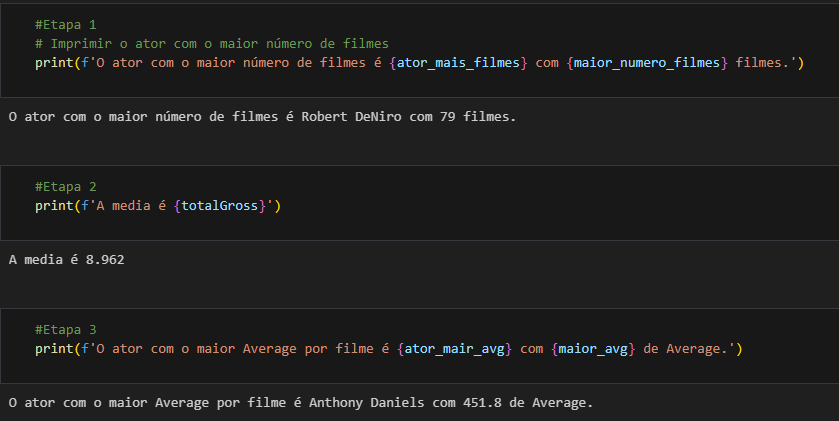 #Etapa 1
# Imprimir o ator com o maior número de filmes
print(f'O ator com o maior número de filmes é {ator_mais_filmes} com {maior_numero_filmes} filmes.')
O ator com o maior número de filmes é Robert DeNiro com 79 filmes.
#Etapa 2
print(f'A media é {totalGross}')
A media é 8.962
#Etapa 3
print(f'O ator com o maior Average por filme é {ator_mair_avg} com {maior_avg} de Average.')
O ator com o maior Average por filme é Anthony Daniels com 451.8 de Average.